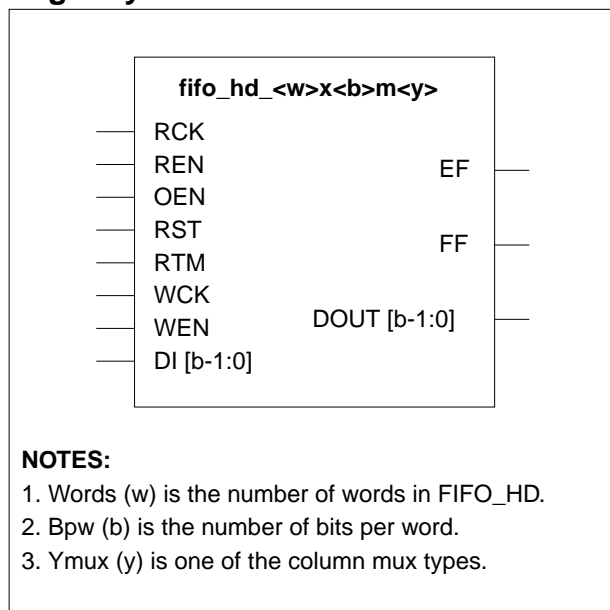 fifo_hd_<w>x<b>m<y>
RCK
REN
OEN
RST
RTM
WCK
WEN
DI [b-1:0]
EF
FF
DOUT [b-1:0]
NOTES:
1. Words (w) is the number of words in FIFO_HD.
2. Bpw (b) is the number of bits per word.
3. Ymux (y) is one of the column mux types.